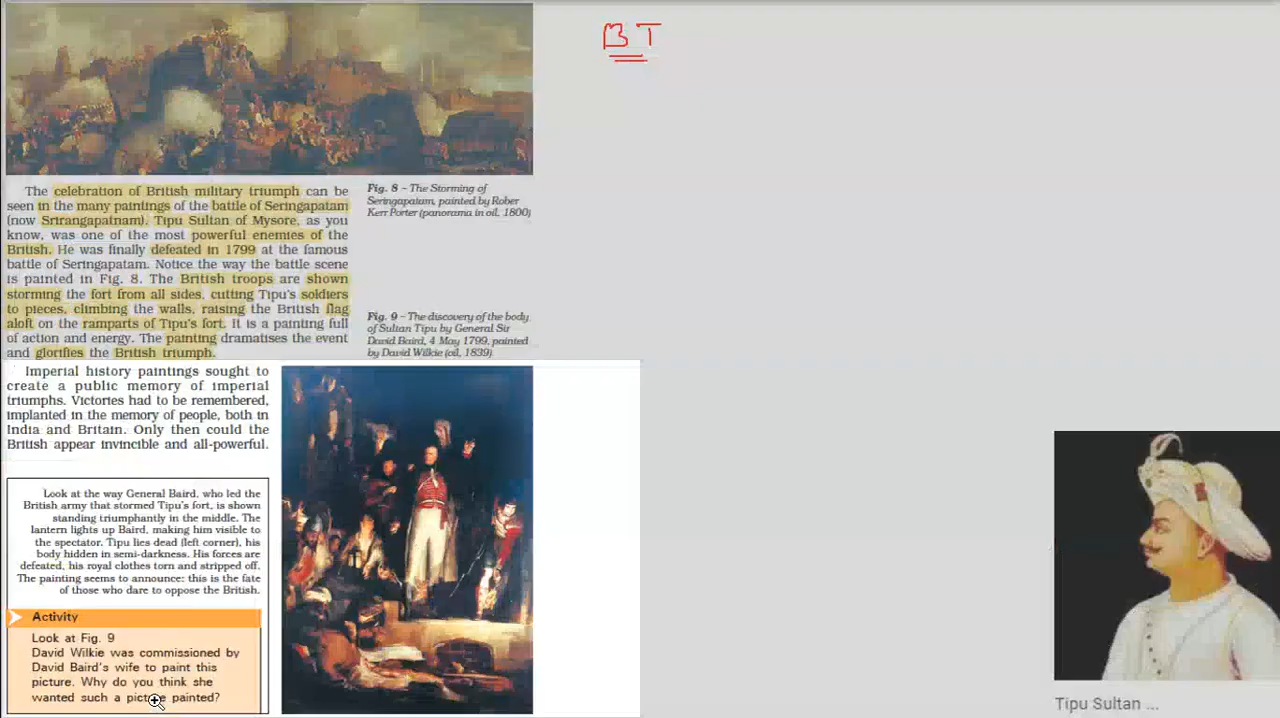 B T
The celebration of British military triumph can be
seen in the many paintings of the battle of Seringapatam
(now Srirangapatnam). Tipu Sultan of Mysore, as you
know, was one of the most powerful enemies of the
British. He was finally defeated in 1799 at the famous
battle of Seringapatam. Notice the way the battle scene
is painted in Fig. 8. The British troops are shown
storming the fort from all sides, cutting Tipu's soldiers
to pieces, climbing the walls, raising the British flag
aloft on the ramparts of Tipu's fort. It is a painting full
of action and energy. The painting dramatises the event
and glorifies the British triumph.
Fig. 8 – The Storming of
Seringapatam, painted by Rober
Kerr Porter (panorama in oil, 1800)
Fig. 9 – The discovery of the body
of Sultan Tipu by General Sir
David Baird, 4 May 1799, painted
by David Wilkie (oil, 1839)
Imperial history paintings sought to
create a public memory of imperial
triumphs. Victories had to be remembered,
implanted in the memory of people, both in
India and Britain. Only then could the
British appear invincible and all-powerful.
Look at the way General Baird, who led the
British army that stormed Tipu's fort, is shown
standing triumphantly in the middle. The
lantern lights up Baird, making him visible to
the spectator. Tipu lies dead (left corner), his
body hidden in semi-darkness. His forces are
defeated, his royal clothes torn and stripped off.
The painting seems to announce: this is the fate
of those who dare to oppose the British.
Activity
Look at Fig. 9
David Wilkie was commissioned by
David Baird's wife to paint this
picture. Why do you think she
wanted such a picture painted?
Tipu Sultan ...